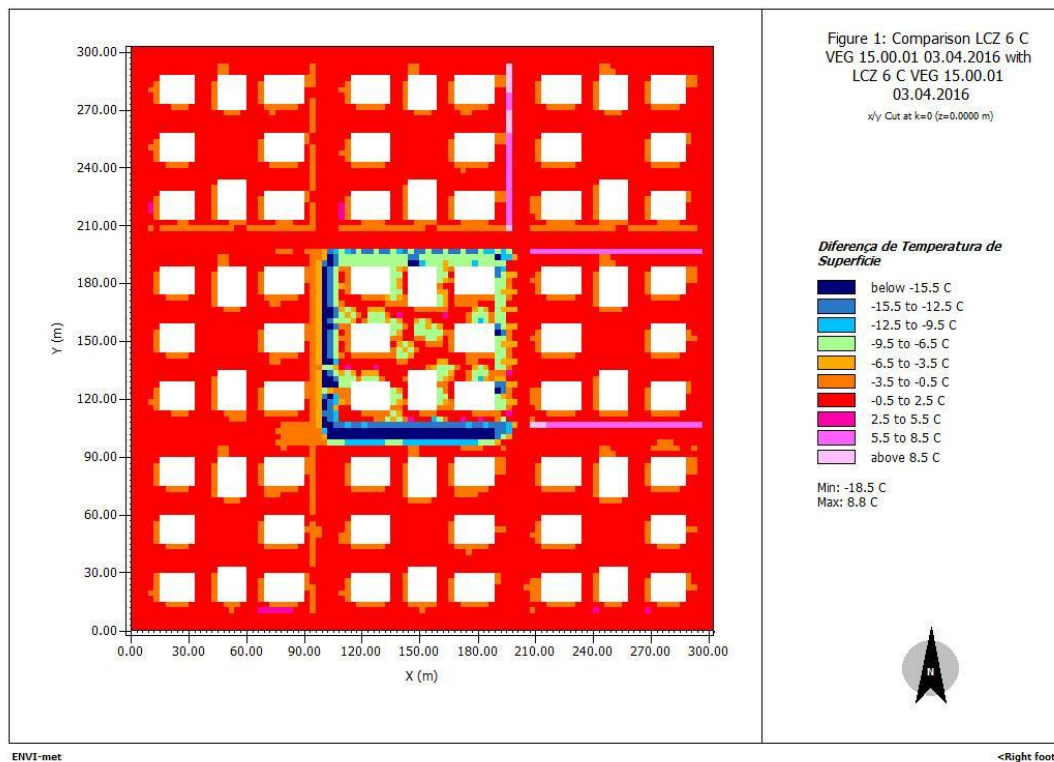 Figure 1: Comparison LCZ 6 C
VEG 15.00.01 03.04.2016 with
LCZ 6 C VEG 15.00.01
03.04.2016
x/y Cut at k=0 (z=0.0000 m)
300.00
270.00
240.00
210.00
180.00
150.00
120.00
90.00
60.00
30.00
0.00
Y (m)
0.00 30.00 60.00 90.00 120.00 150.00 180.00 210.00 240.00 270.00 300.00
X (m)
Diferença de Temperatura de
Superfície
below -15.5 C
-15.5 to -12.5 C
-12.5 to -9.5 C
-9.5 to -6.5 C
-6.5 to -3.5 C
-3.5 to -0.5 C
-0.5 to 2.5 C
2.5 to 5.5 C
5.5 to 8.5 C
above 8.5 C
Min: -18.5 C
Max: 8.8 C
N
ENVI-met
<Right foot